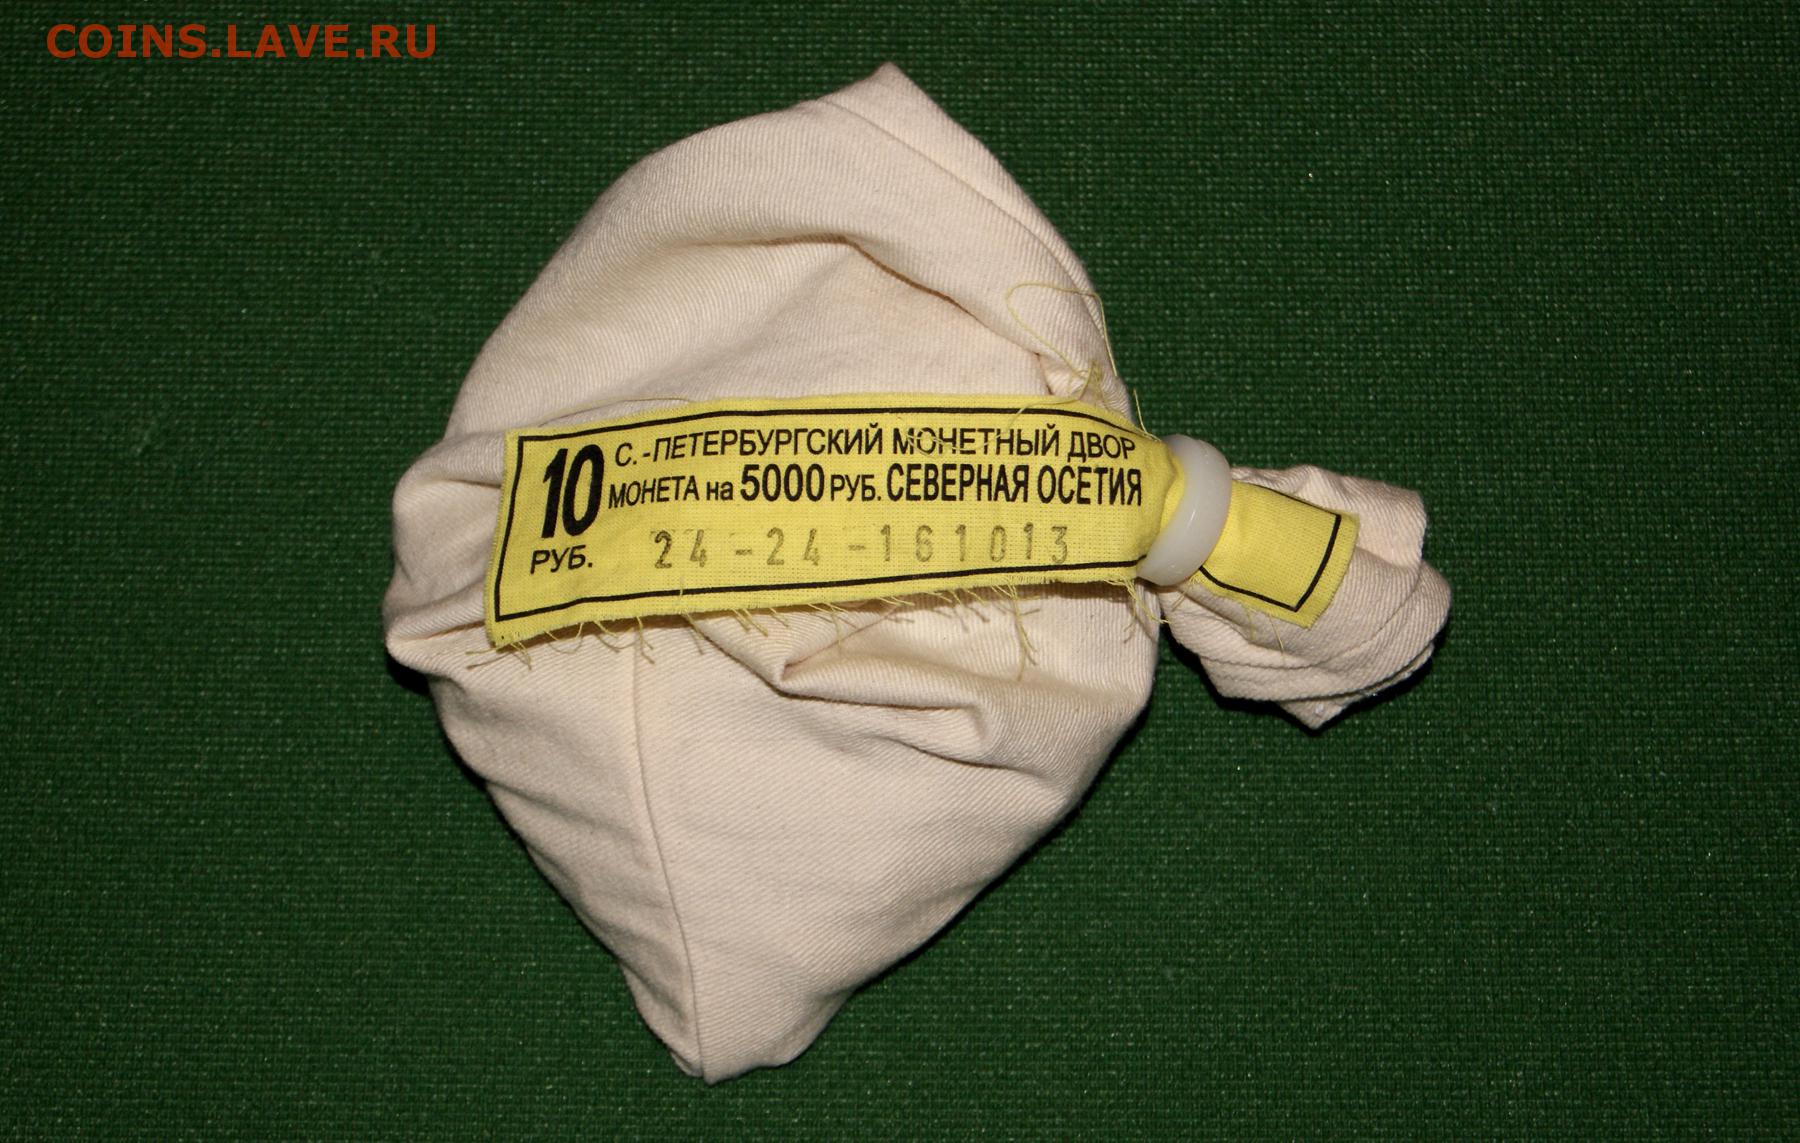 COINS.LAVE.RU
10 РУБ.
С.-ПЕТЕРБУРГСКИЙ МОНЕТНЫЙ ДВОР
МОНЕТА на 5000 РУБ. СЕВЕРНАЯ ОСЕТИЯ
24-24-161013